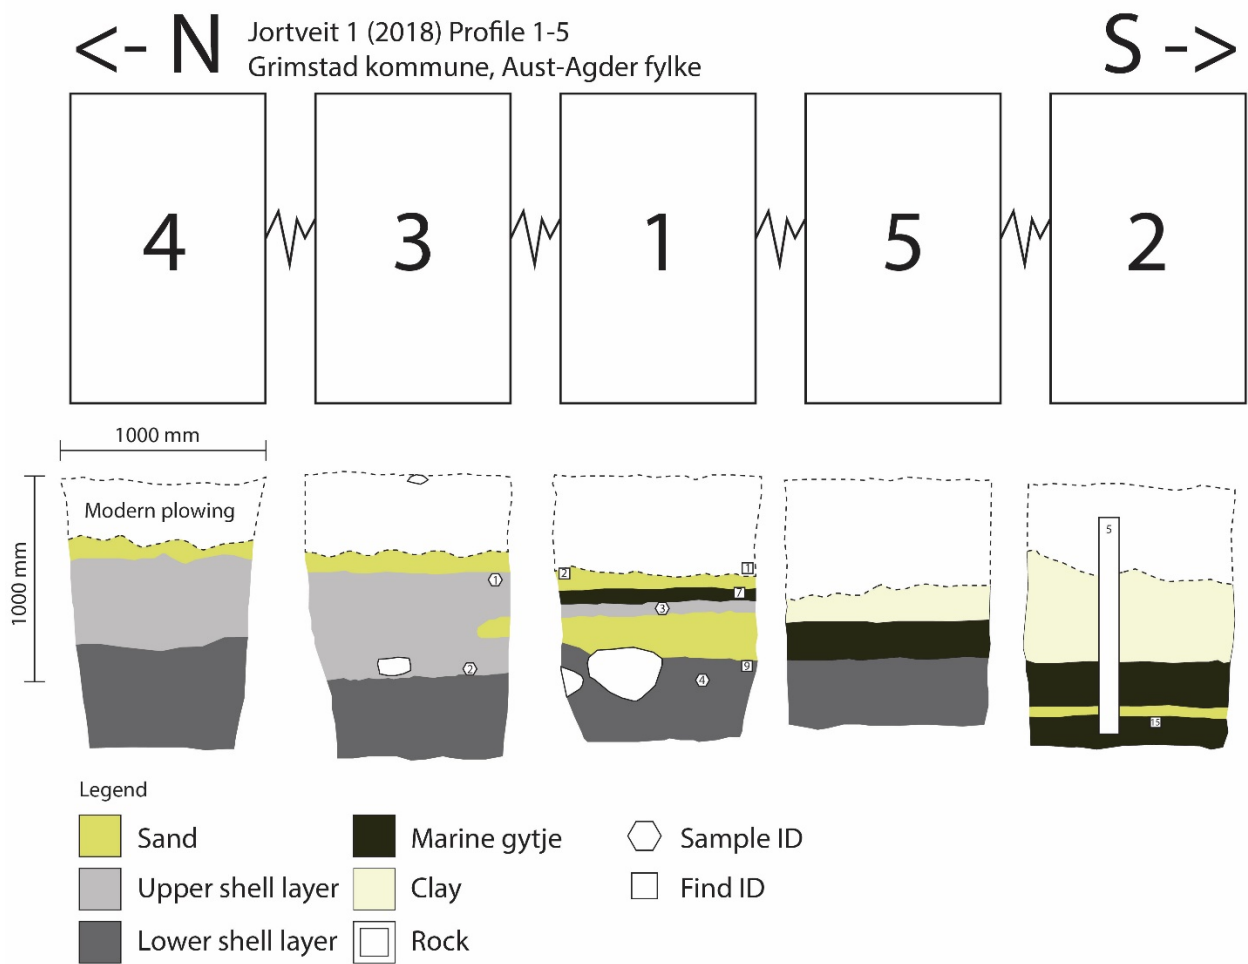 <- N
Jortveit 1 (2018) Profile 1-5
Grimstad kommune, Aust-Agder fylke
S ->
4
3
1
5
2
1000 mm
1000 mm
Modern plowing
1
2
2
1
7
3
9
4
5
15
Legend
Sand
Marine gytje
Sample ID
Upper shell layer
Clay
Find ID
Lower shell layer
Rock